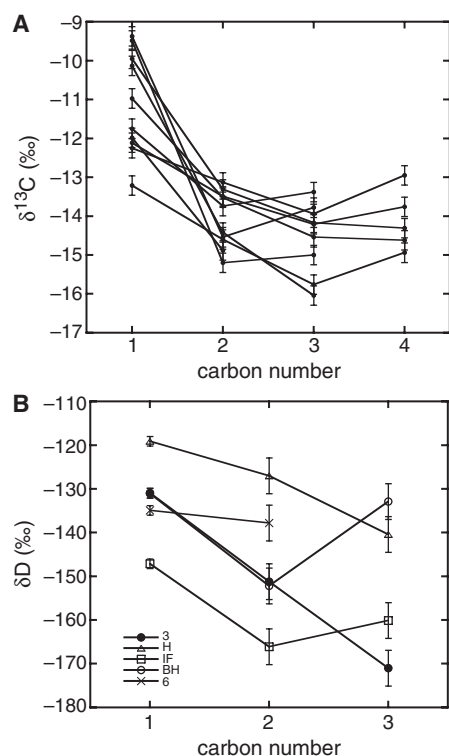 A
−9
−10
−11
−12
−13
−14
−15
−16
−17
δ13C (‰)
1 2 3 4
carbon number
B
−110
−120
−130
−140
−150
−160
−170
−180
δD (‰)
3
H
IF
BH
6
1 2 3
carbon number